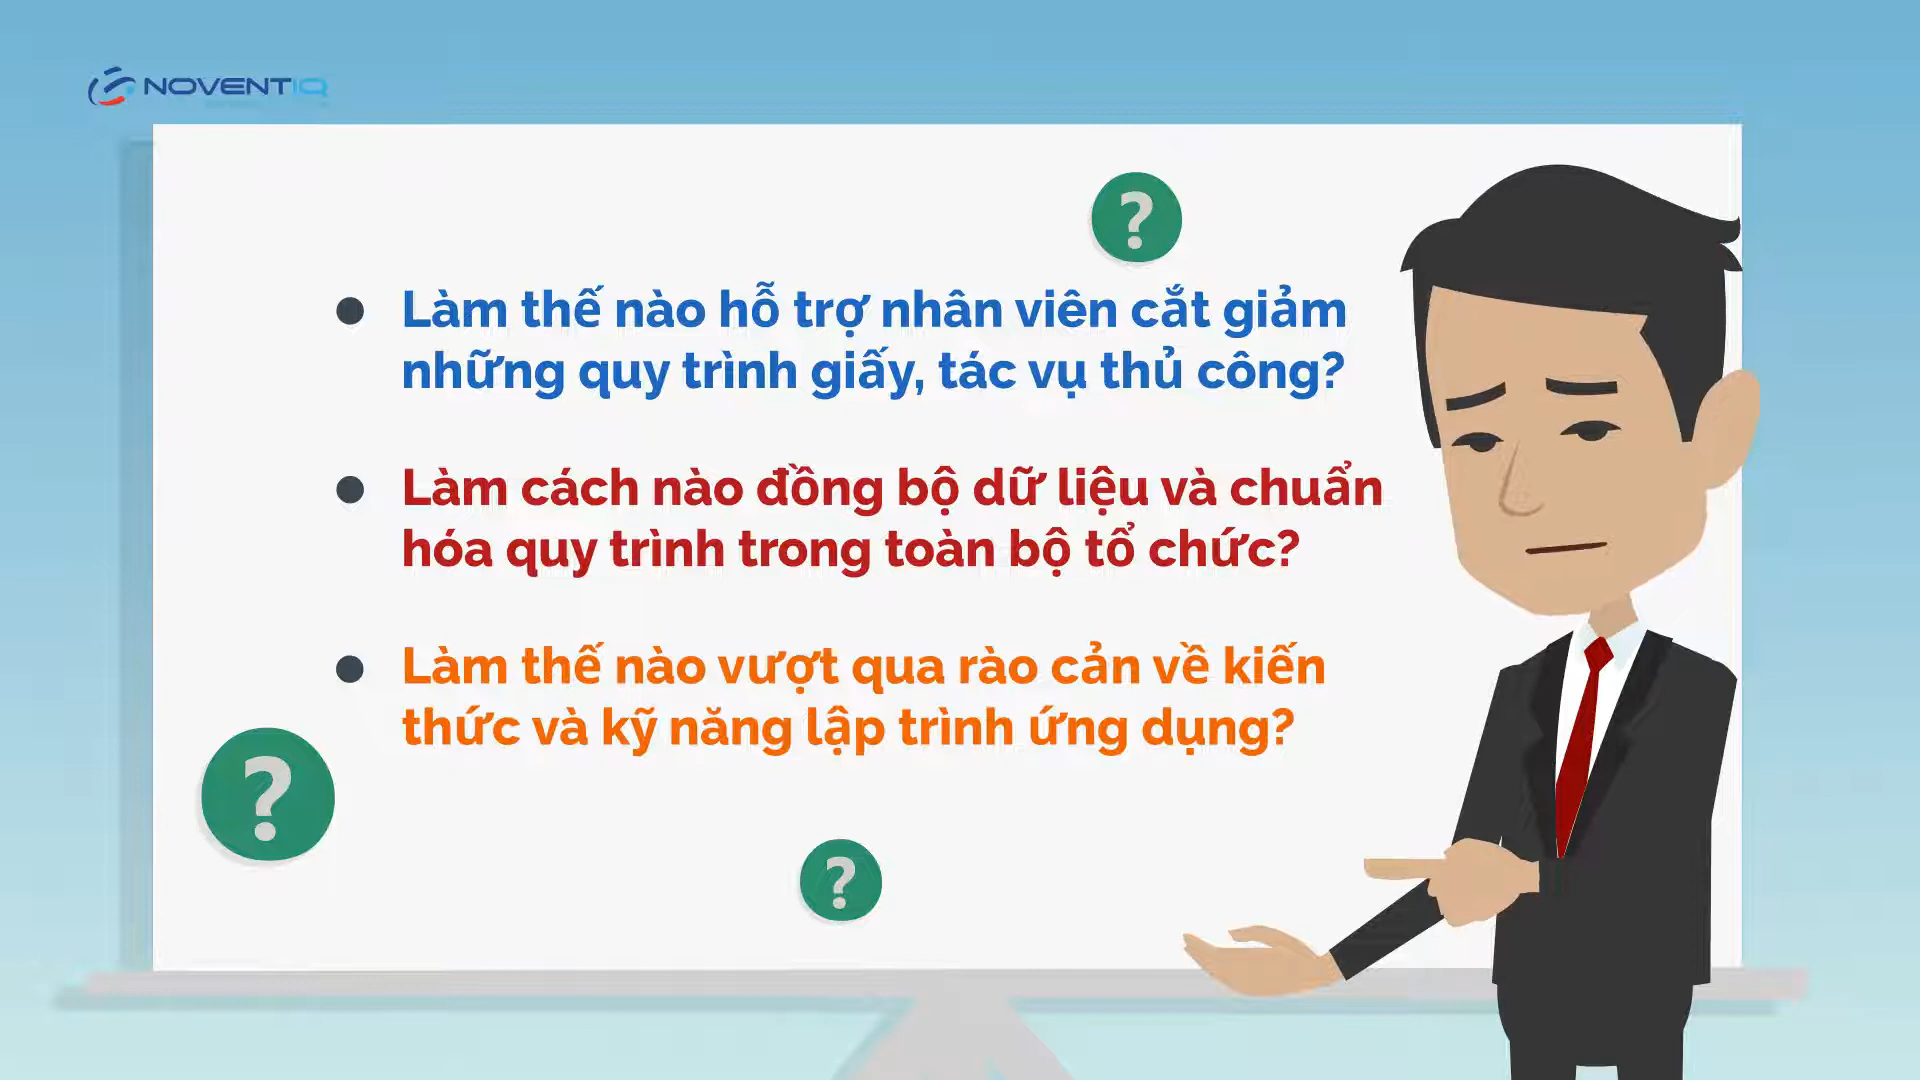 NOVENTIQ
?
Làm thế nào hỗ trợ nhân viên cắt giảm
những quy trình giấy, tác vụ thủ công?
Làm cách nào đồng bộ dữ liệu và chuẩn
hóa quy trình trong toàn bộ tổ chức?
Làm thế nào vượt qua rào cản về kiến
thức và kỹ năng lập trình ứng dụng?
?
?